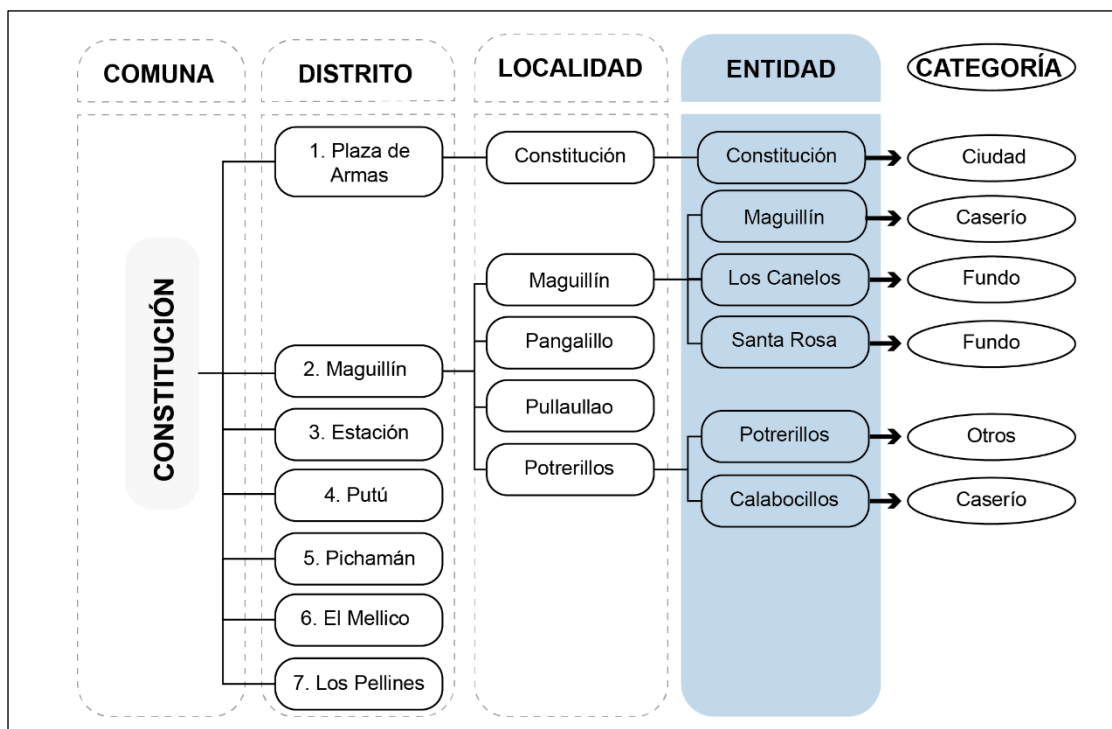 COMUNA
DISTRITO
LOCALIDAD
ENTIDAD
CATEGORÍA
CONSTITUCIÓN
1. Plaza de
Armas
Constitución
Constitución
Ciudad
2. Maguillín
Maguillín
Maguillín
Caserío
Los Canelos
Fundo
Santa Rosa
Fundo
Pangalillo
Pullaullao
Potrerillos
Potrerillos
Otros
Calabocillos
Caserío
3. Estación
4. Putú
5. Pichamán
6. El Mellico
7. Los Pellines